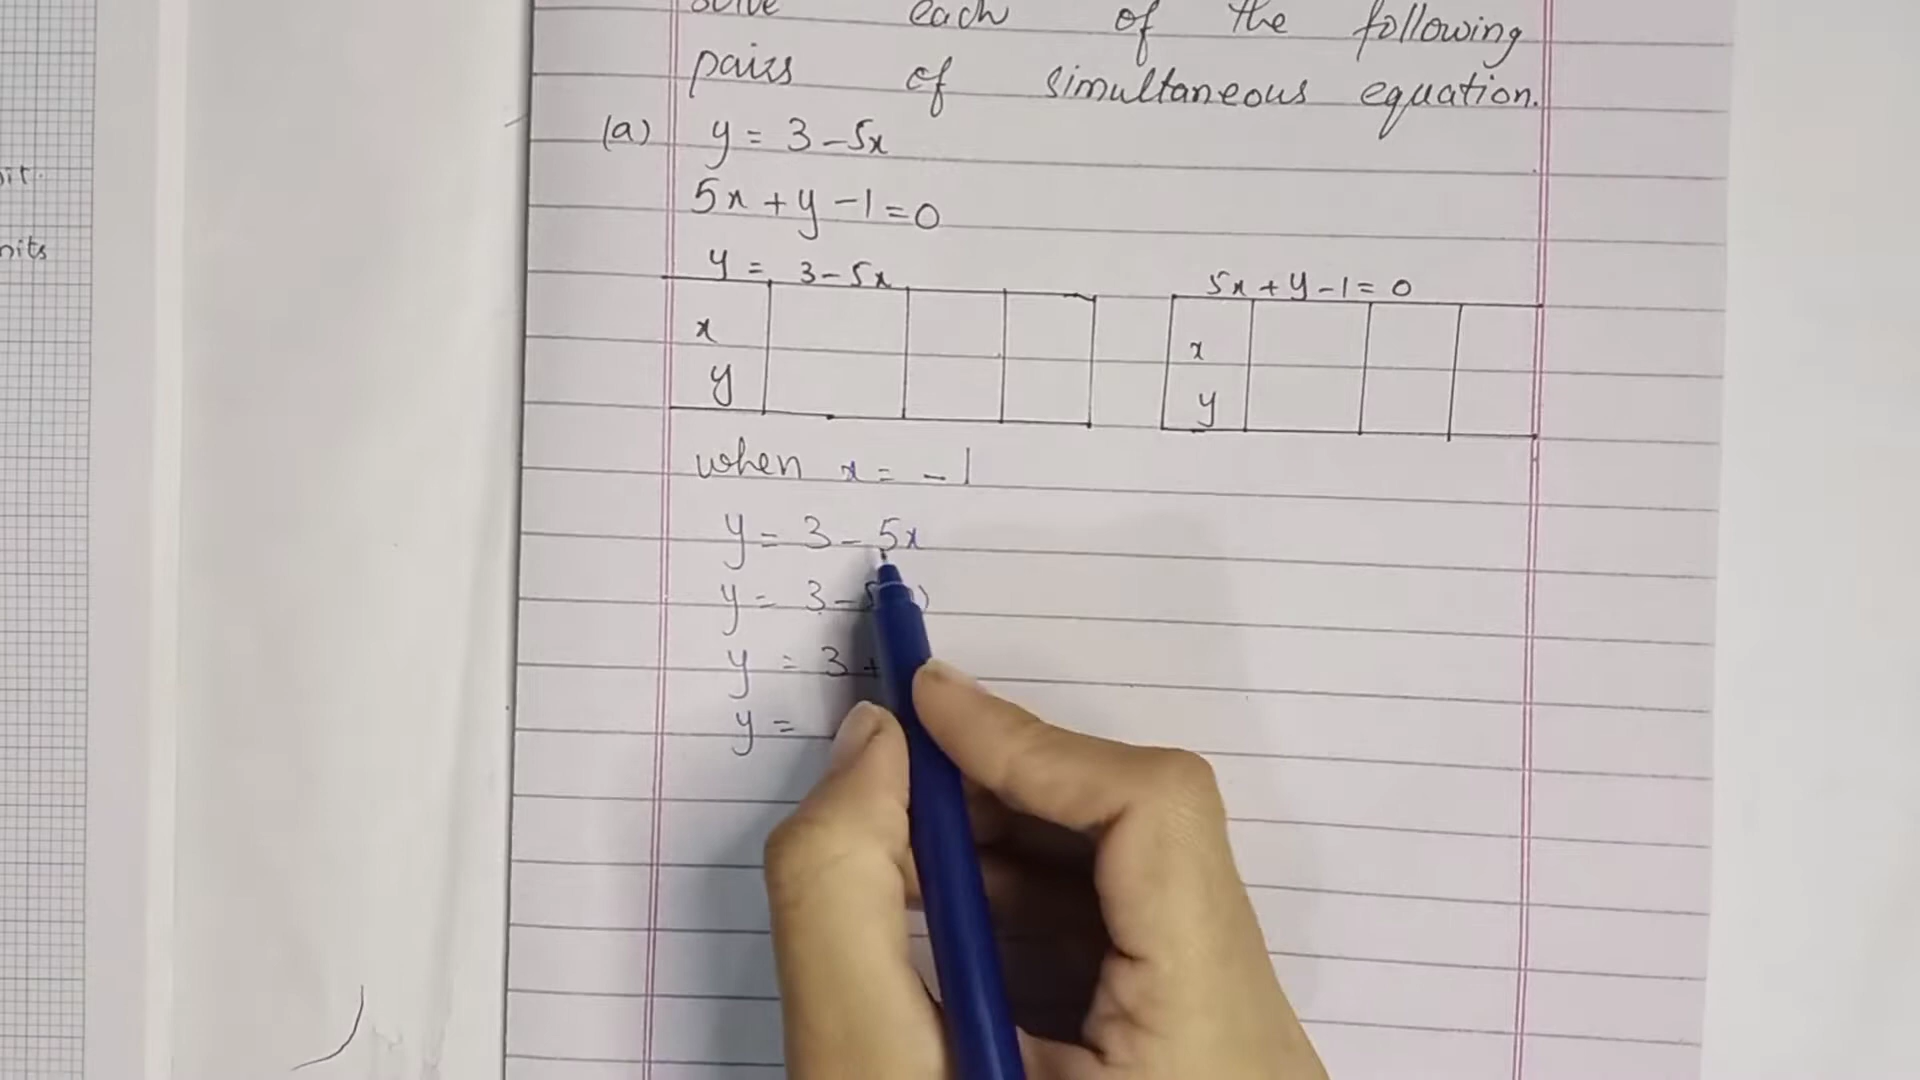 each of the following
pairs of simultaneous equation.
(a) y = 3 - 5x
5x + y - 1 = 0
y = 3 - 5x
x
y
5x + y - 1 = 0
x
y
when x = - 1
y = 3 - 5x
y = 3 -
y = 3 +
y =